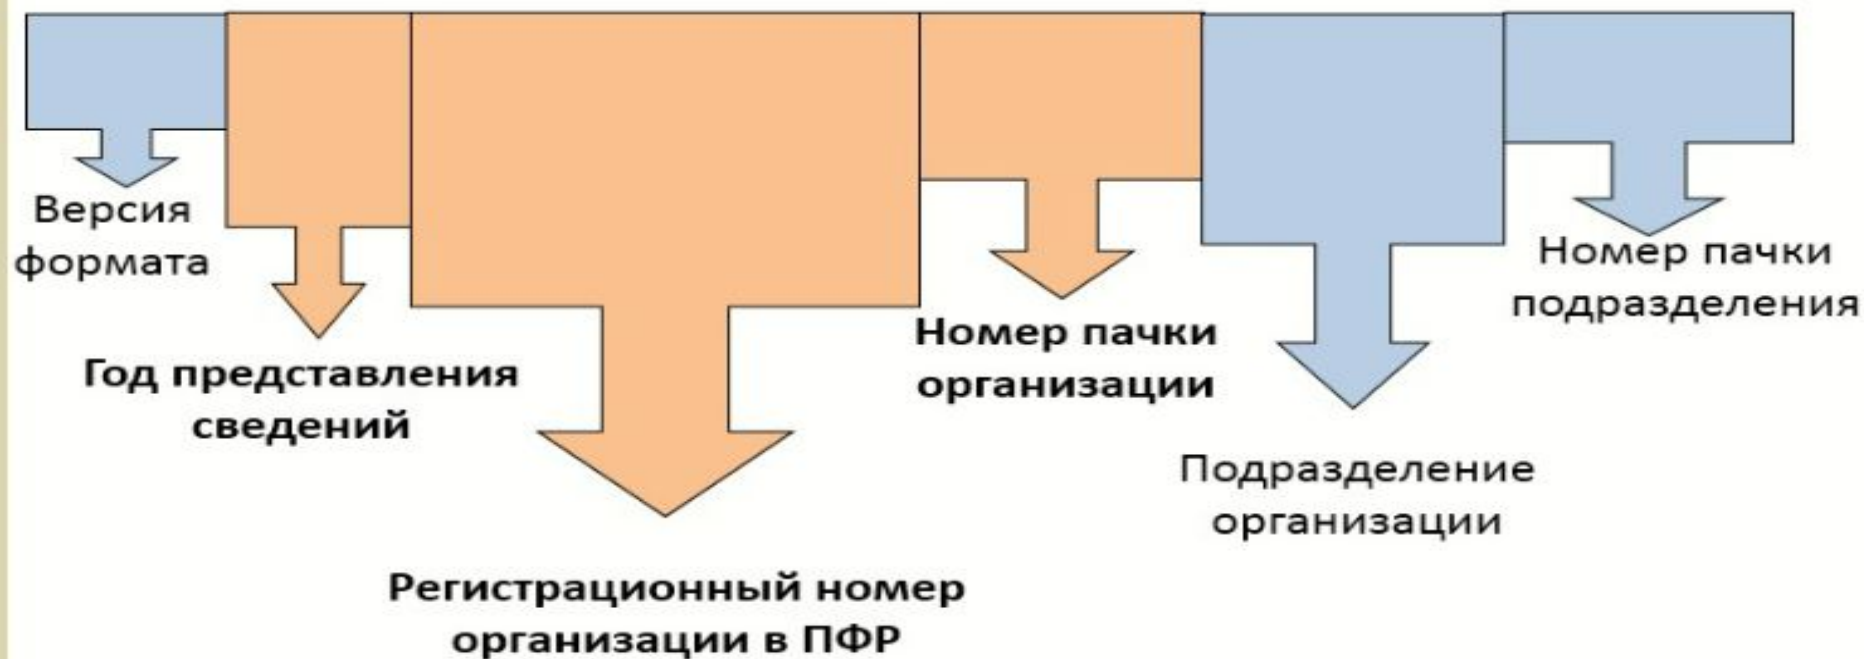 Версия
формата
Год представления
сведений
Регистрационный номер
организации в ПФР
Номер пачки
организации
Подразделение
организации
Номер пачки
подразделения